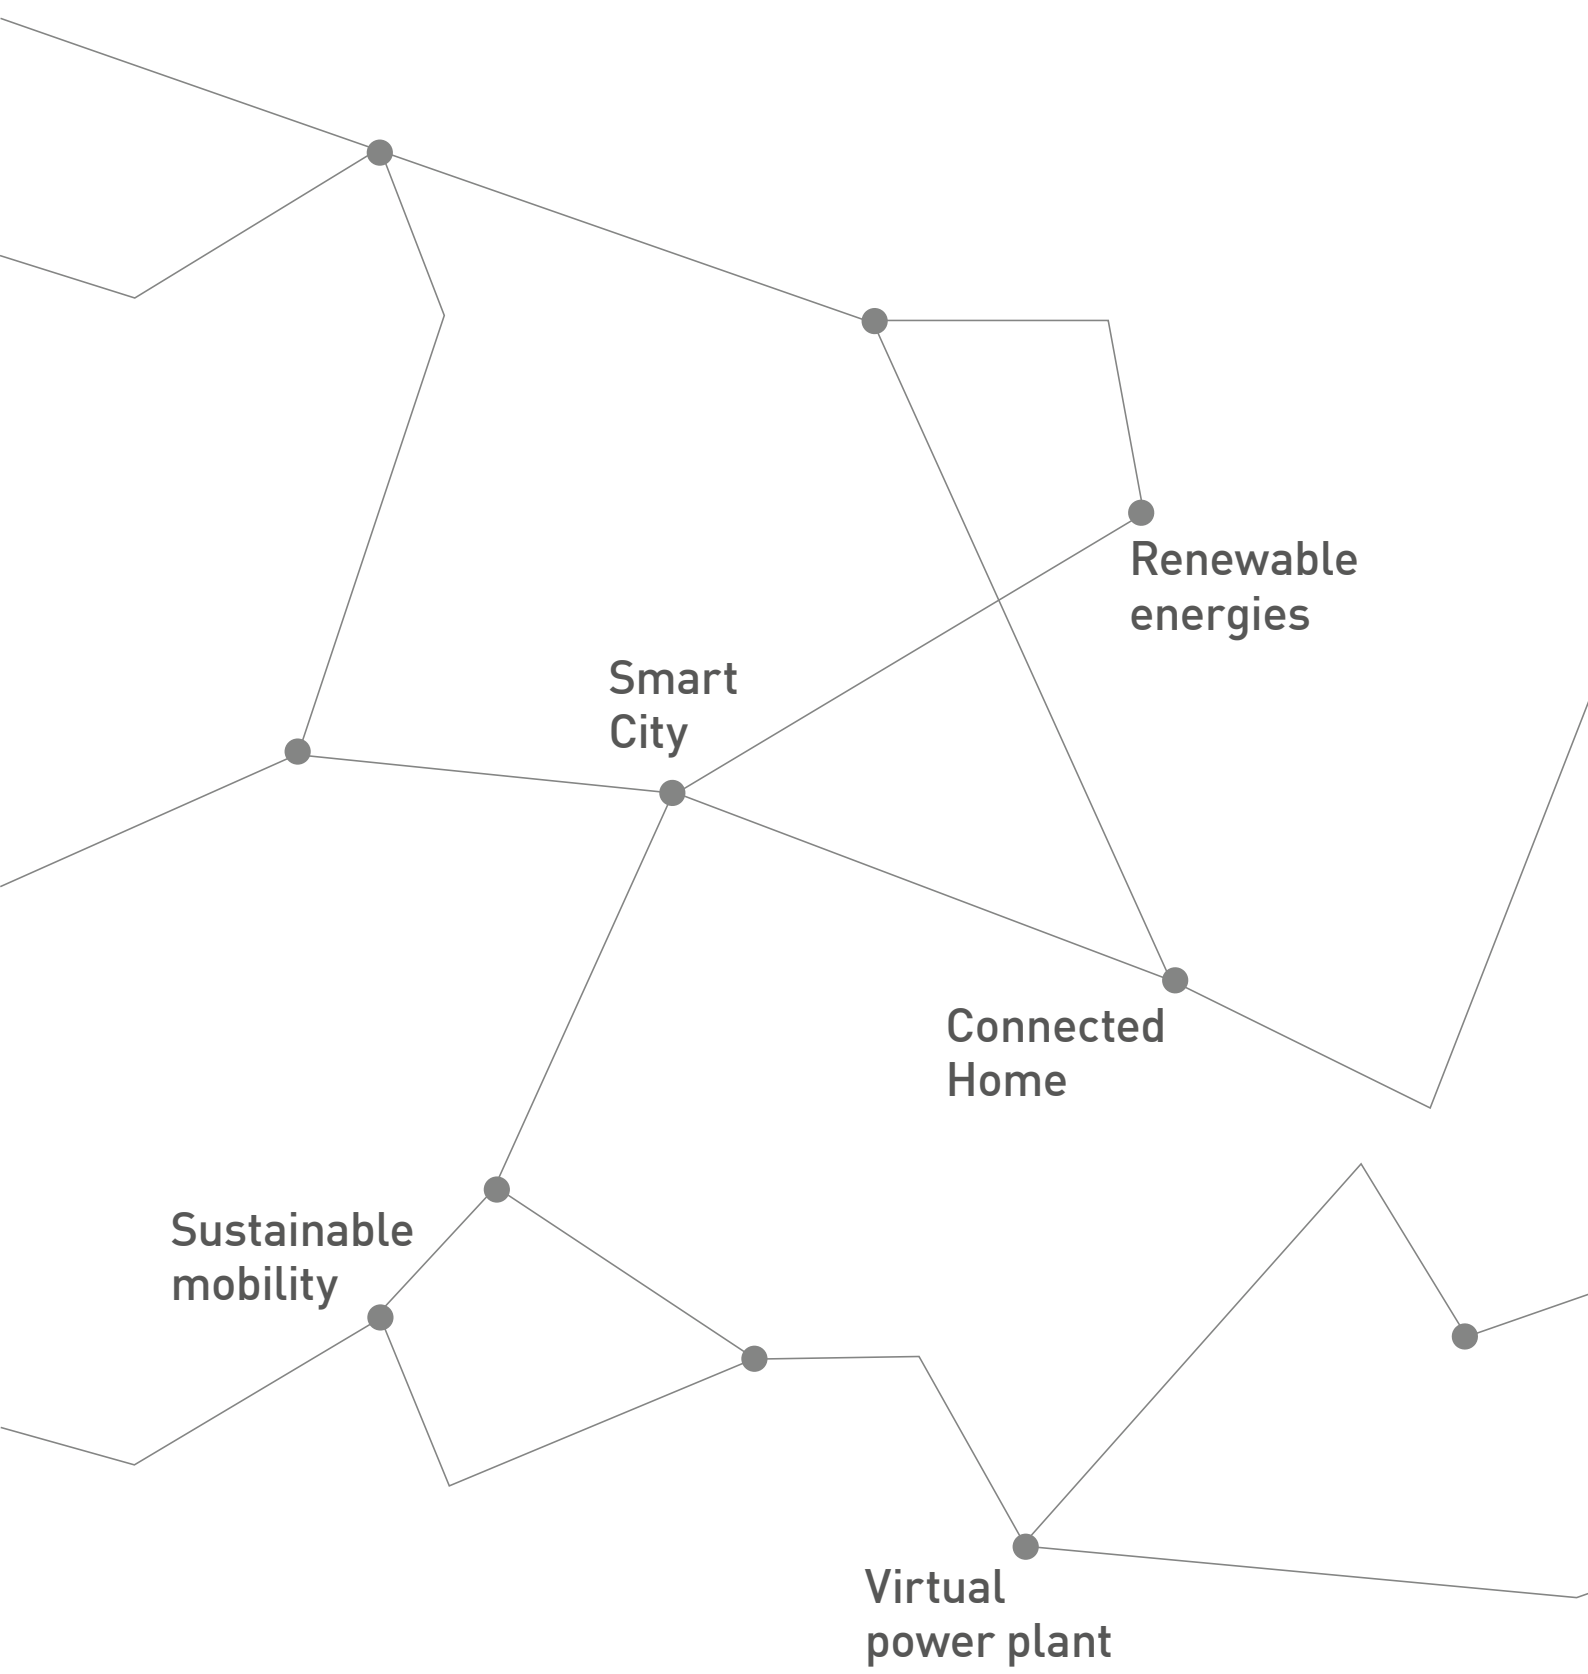 Renewable
energies
Smart
City
Connected
Home
Sustainable
mobility
Virtual
power plant